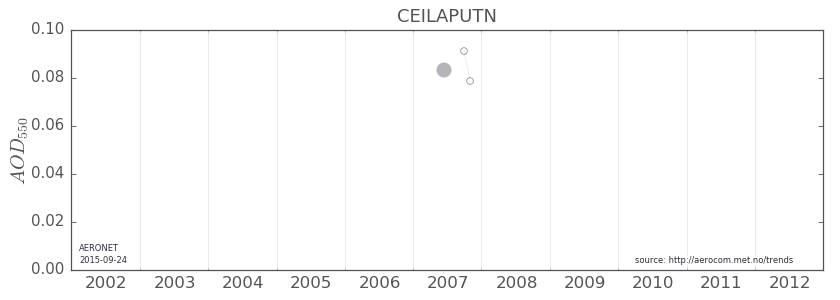 CEILAPUTN
0.10
0.08
0.06
0.04
0.02
0.00
AOD550
AERONET
2015-09-24
source: http://aerocom.met.no/trends
2002 2003 2004 2005 2006 2007 2008 2009 2010 2011 2012